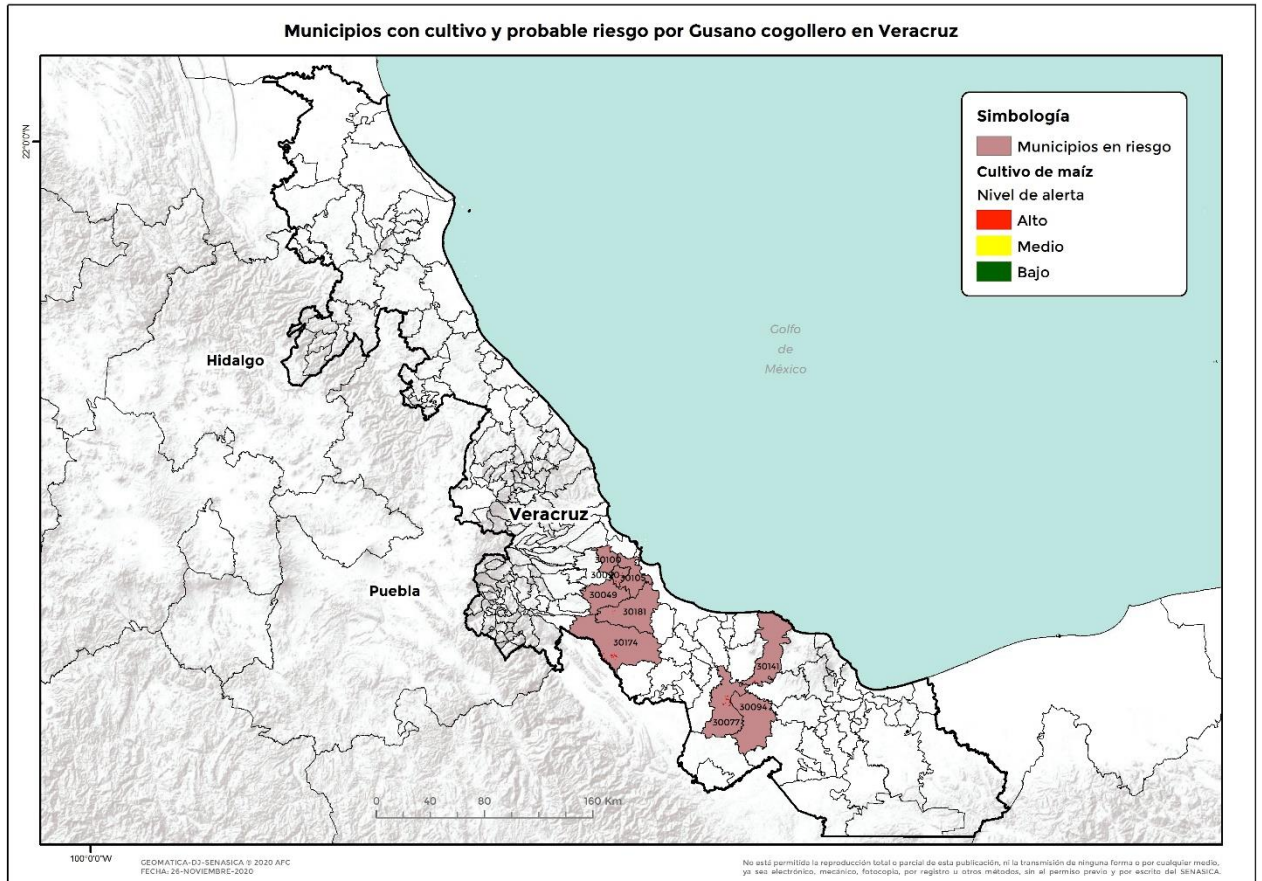 Municipios con cultivo y probable riesgo por Gusano cogollero en Veracruz
22°0'0"N
Simbología
Municipios en riesgo
Cultivo de maíz
Nivel de alerta
Alto
Medio
Bajo
Golfo
de
México
Hidalgo
Veracruz
Puebla
30100
30105
30049
30181
30174
30141
30094
30077
0 40 80 160 Km
100°0'0"W
GEOMATICA-DJ-SENASICA © 2020 AFC
FECHA: 26-NOVIEMBRE-2020
No está permitida la reproducción total o parcial de esta publicación, ni la transmisión de ninguna forma o por cualquier medio,
ya sea electrónico, mecánico, fotocopia, por registro u otros métodos, sin el permiso previo y por escrito del SENASICA.